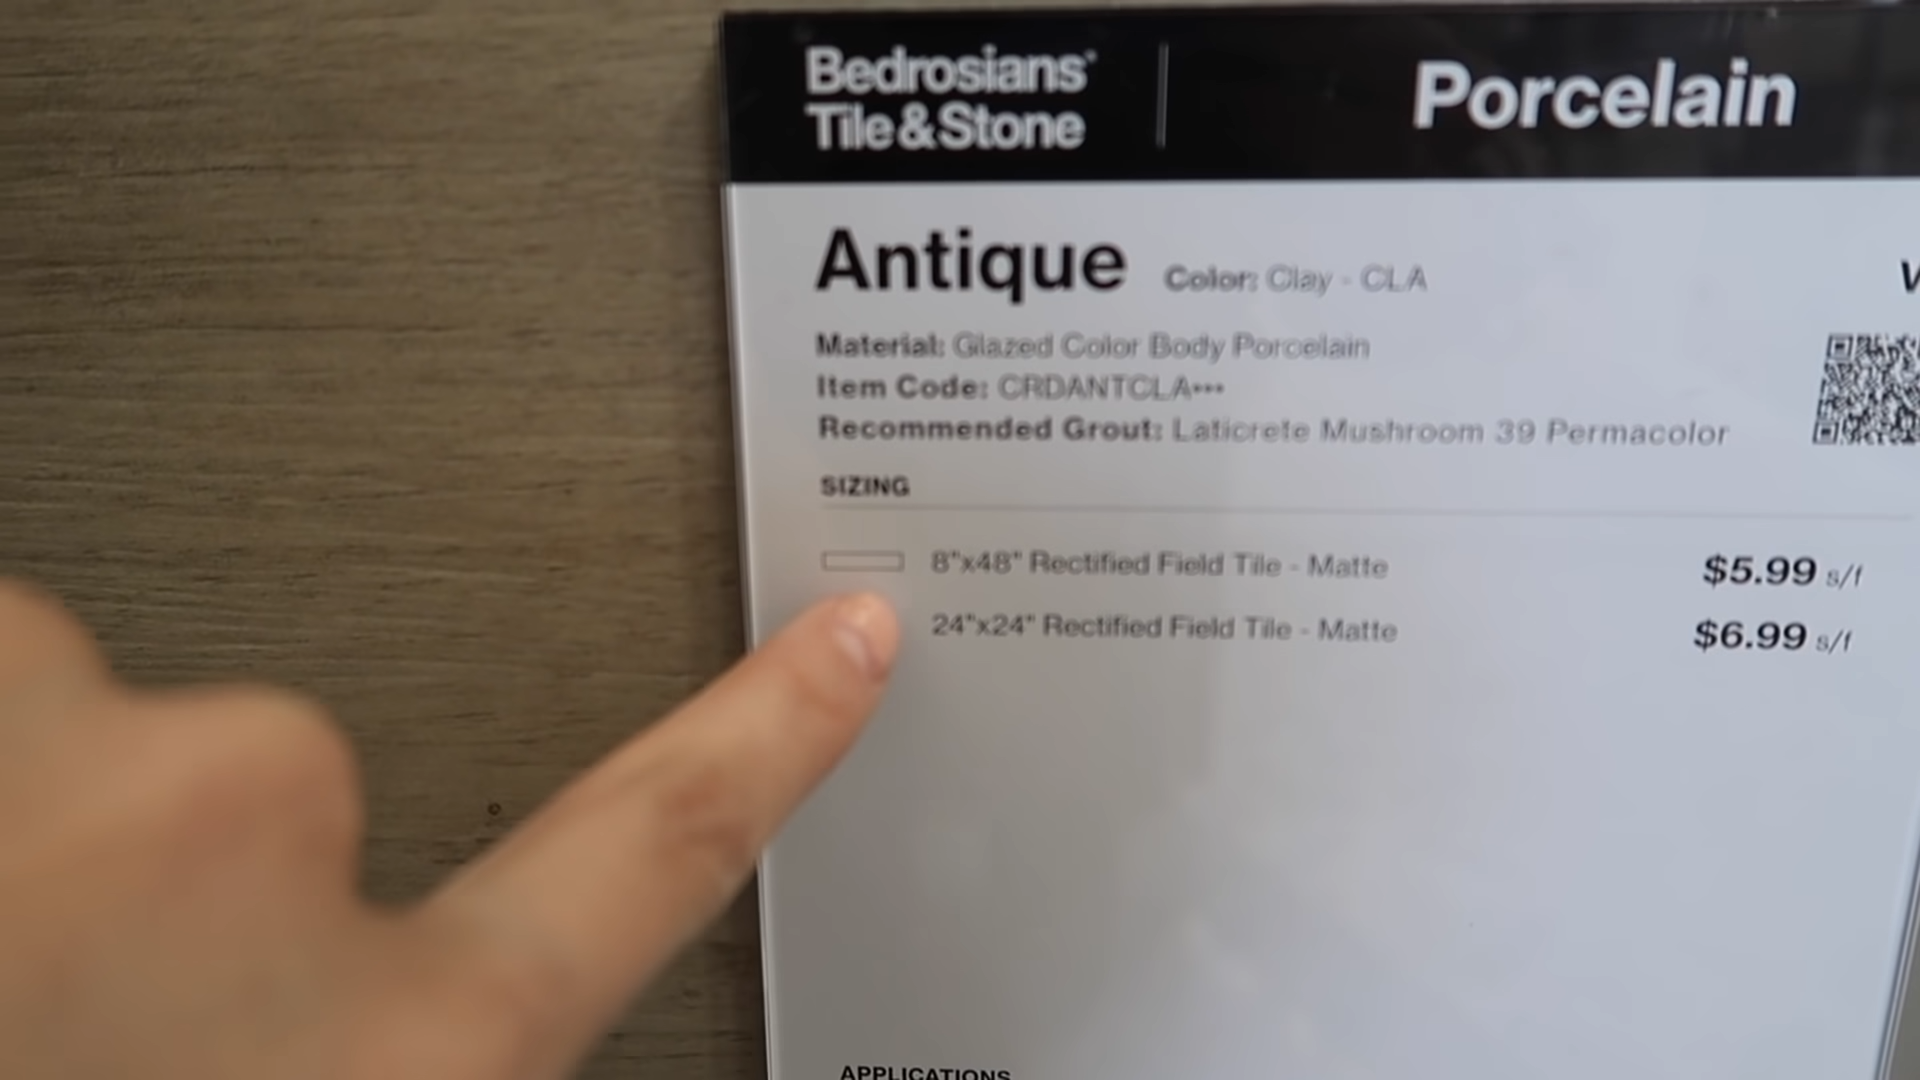 Bedrosians
Tile&Stone
Porcelain
Antique Color: Clay - CLA
Material: Glazed Color Body Porcelain
Item Code: CRDANTCLA•••
Recommended Grout: Laticrete Mushroom 39 Permacolor
SIZING
8"x48" Rectified Field Tile - Matte $5.99 s/f
24"x24" Rectified Field Tile - Matte $6.99 s/f
APPLICATIONS